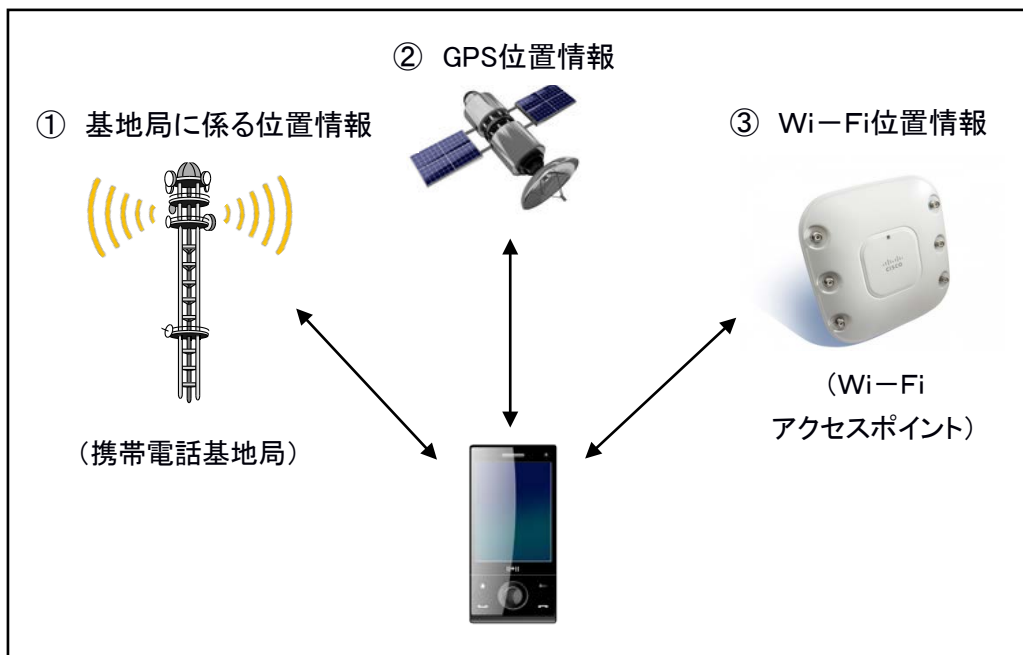 ② GPS位置情報
① 基地局に係る位置情報
③ Wi－Fi位置情報
CISCO
（Wi－Fi
アクセスポイント）
（携帯電話基地局）